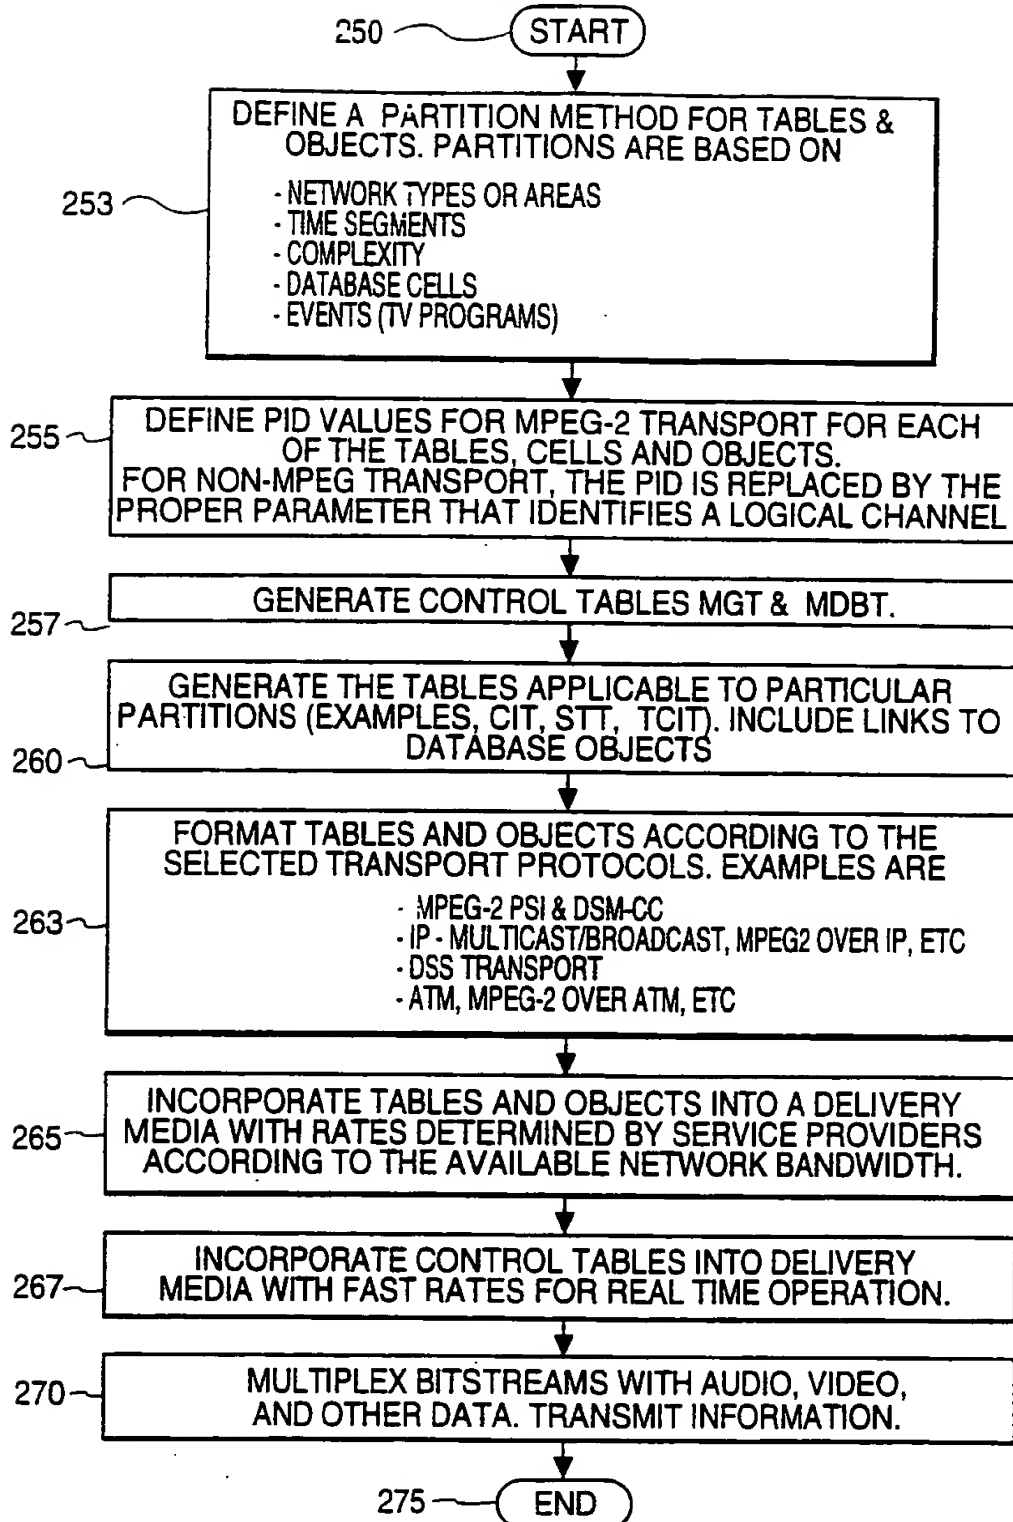 250
START
DEFINE A PARTITION METHOD FOR TABLES &
OBJECTS. PARTITIONS ARE BASED ON
253
- NETWORK TYPES OR AREAS
- TIME SEGMENTS
- COMPLEXITY
- DATABASE CELLS
- EVENTS (TV PROGRAMS)
255
DEFINE PID VALUES FOR MPEG-2 TRANSPORT FOR EACH
OF THE TABLES, CELLS AND OBJECTS.
FOR NON-MPEG TRANSPORT, THE PID IS REPLACED BY THE
PROPER PARAMETER THAT IDENTIFIES A LOGICAL CHANNEL
257
GENERATE CONTROL TABLES MGT & MDBT.
260
GENERATE THE TABLES APPLICABLE TO PARTICULAR
PARTITIONS (EXAMPLES, CIT, STT, TCIT). INCLUDE LINKS TO
DATABASE OBJECTS
263
FORMAT TABLES AND OBJECTS ACCORDING TO THE
SELECTED TRANSPORT PROTOCOLS. EXAMPLES ARE
- MPEG-2 PSI & DSM-CC
- IP - MULTICAST/BROADCAST, MPEG2 OVER IP, ETC
- DSS TRANSPORT
- ATM, MPEG-2 OVER ATM, ETC
265
INCORPORATE TABLES AND OBJECTS INTO A DELIVERY
MEDIA WITH RATES DETERMINED BY SERVICE PROVIDERS
ACCORDING TO THE AVAILABLE NETWORK BANDWIDTH.
267
INCORPORATE CONTROL TABLES INTO DELIVERY
MEDIA WITH FAST RATES FOR REAL TIME OPERATION.
270
MULTIPLEX BITSTREAMS WITH AUDIO, VIDEO,
AND OTHER DATA. TRANSMIT INFORMATION.
275
END